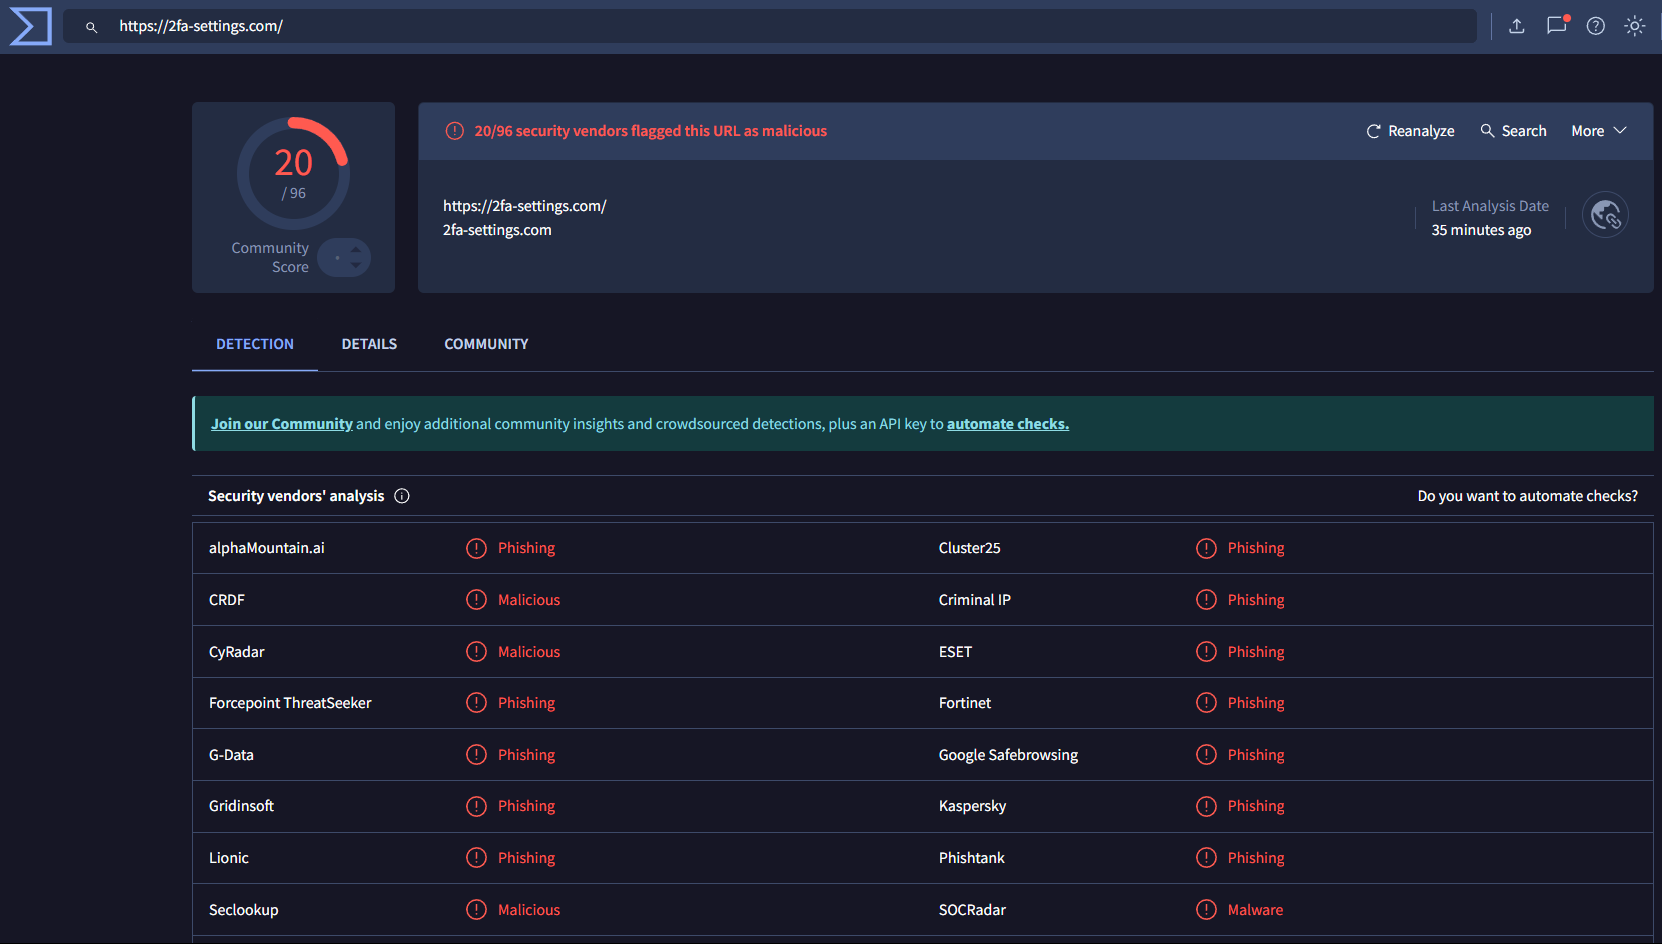 https://2fa-settings.com/
20
/ 96
Community
Score
20/96 security vendors flagged this URL as malicious
Reanalyze
Search
More
https://2fa-settings.com/
2fa-settings.com
Last Analysis Date
35 minutes ago
DETECTION
DETAILS
COMMUNITY
Join our Community and enjoy additional community insights and crowdsourced detections, plus an API key to automate checks.
Security vendors' analysis
Do you want to automate checks?
alphaMountain.ai Phishing Cluster25 Phishing
CRDF Malicious Criminal IP Phishing
CyRadar Malicious ESET Phishing
Forcepoint ThreatSeeker Phishing Fortinet Phishing
G-Data Phishing Google Safebrowsing Phishing
Gridinsoft Phishing Kaspersky Phishing
Lionic Phishing Phishtank Phishing
Seclookup Malicious SOCRadar Malware